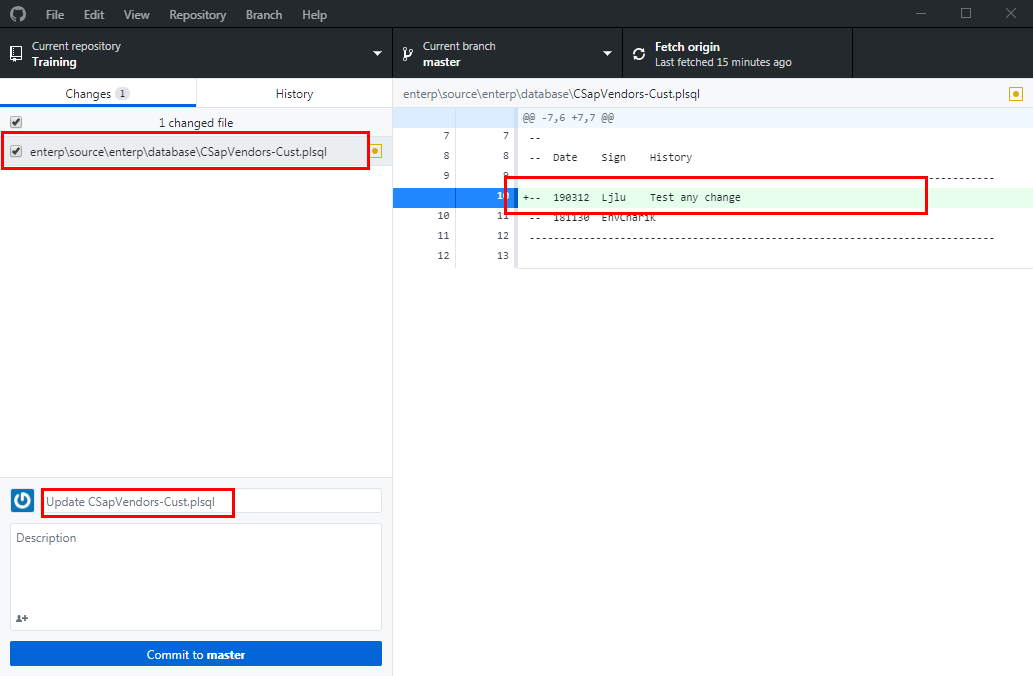 File Edit View Repository Branch Help
Current repository
Training
Current branch
master
Fetch origin
Last fetched 15 minutes ago
Changes 1
History
1 changed file
enterp\source\enterp\database\CSapVendors-Cust.plsql
Update CSapVendors-Cust.plsql
Description
Commit to master
enterp\source\enterp\database\CSapVendors-Cust.plsql
@@ -7,6 +7,7 @@
7 7 --
8 8 -- Date Sign History
9 9 -----------
10 +-- 190312 Ljlu Test any change
10 11 -- 181130 EnvCharik
11 12 -----------------------------------------------------------------------------
12 13